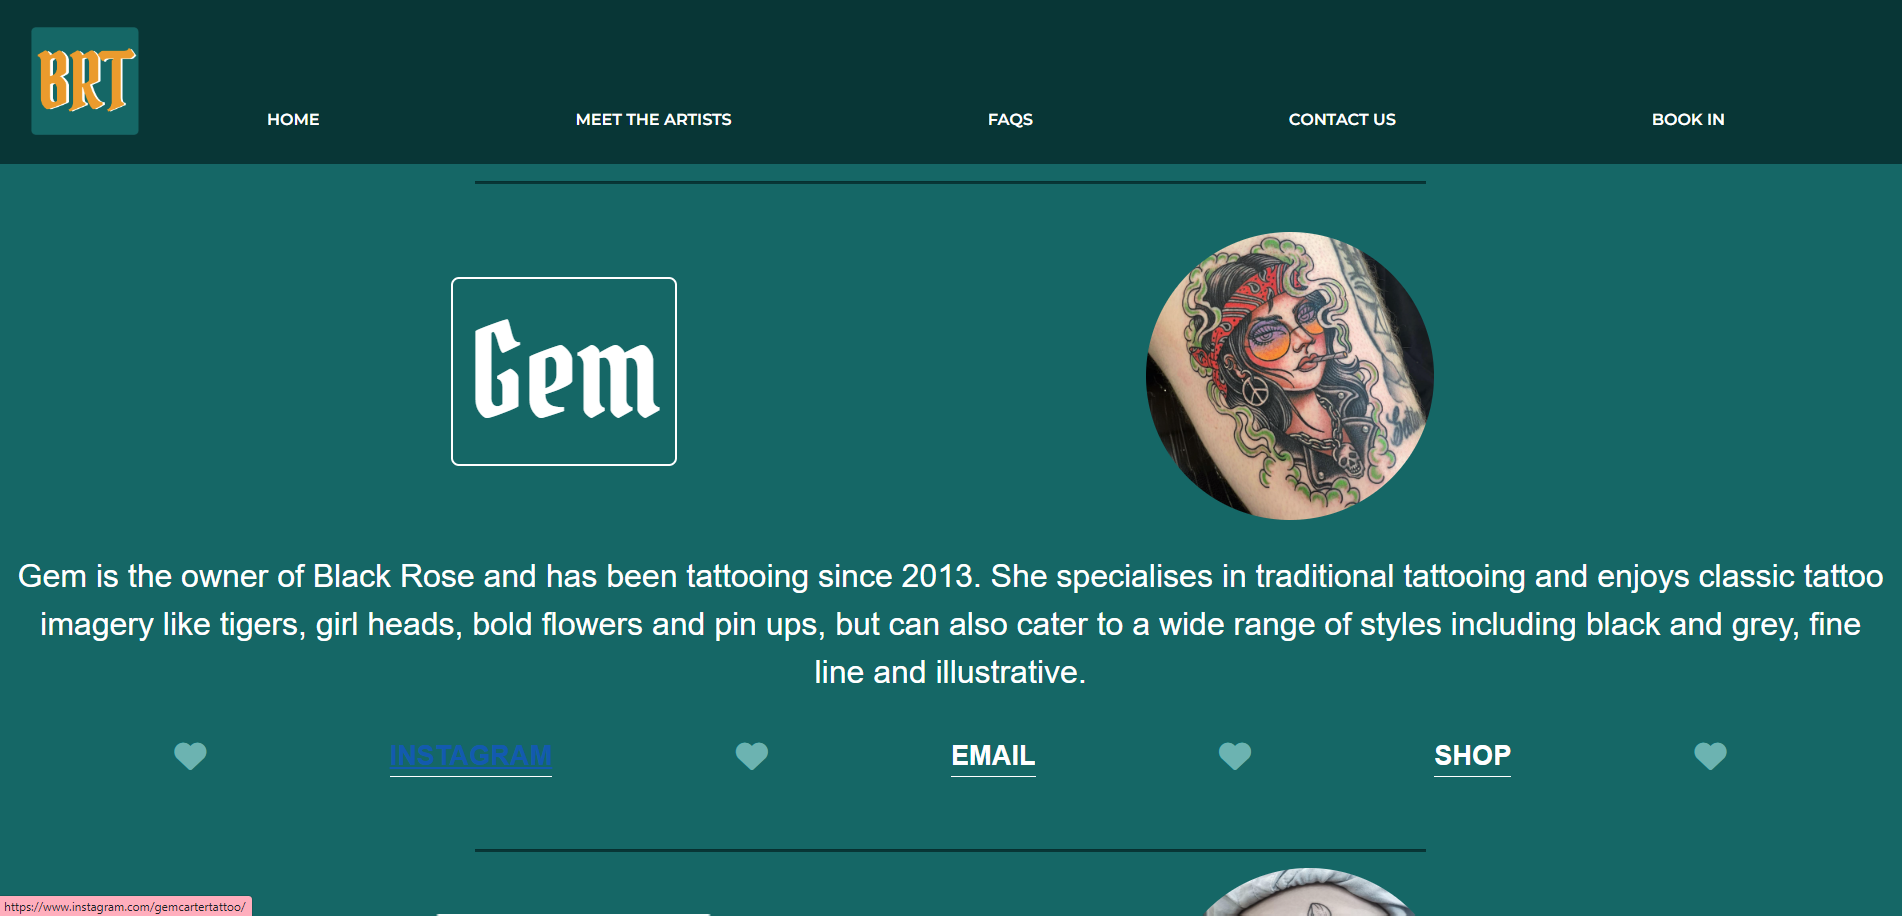 BRT
HOME
MEET THE ARTISTS
FAQS
CONTACT US
BOOK IN
Gem
Gem is the owner of Black Rose and has been tattooing since 2013. She specialises in traditional tattooing and enjoys classic tattoo
imagery like tigers, girl heads, bold flowers and pin ups, but can also cater to a wide range of styles including black and grey, fine
line and illustrative.
INSTAGRAM
EMAIL
SHOP
https://www.instagram.com/gemcartertattoo/